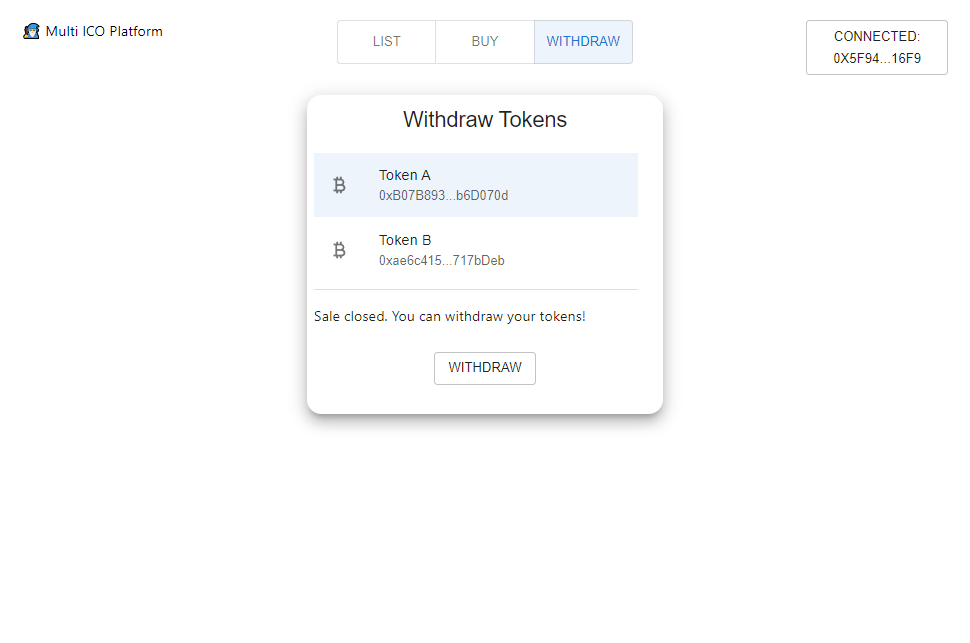 Multi ICO Platform
LIST
BUY
WITHDRAW
CONNECTED:
0X5F94...16F9
Withdraw Tokens
Token A
0xB07B893...b6D070d
Token B
0xae6c415...717bDeb
Sale closed. You can withdraw your tokens!
WITHDRAW